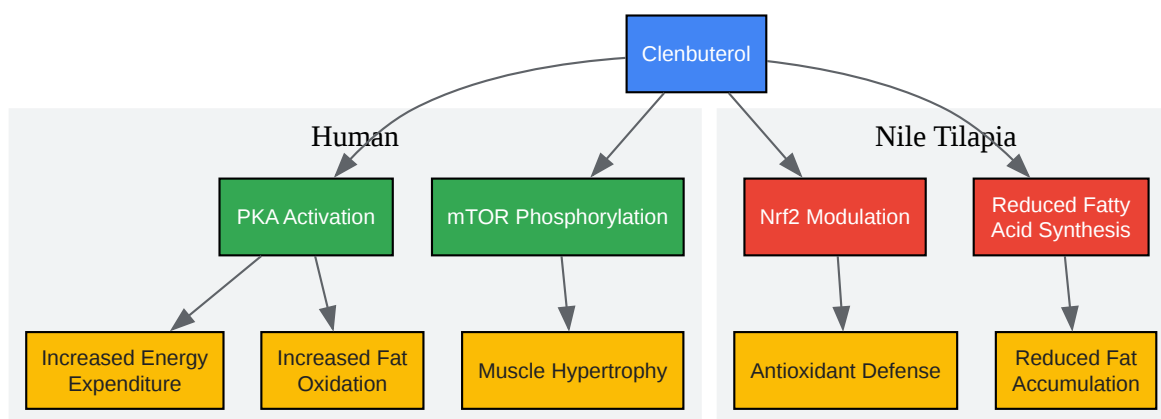 Clenbuterol
Human
Nile Tilapia
PKA Activation
mTOR Phosphorylation
Nrf2 Modulation
Reduced Fatty
Acid Synthesis
Increased Energy
Expenditure
Increased Fat
Oxidation
Muscle Hypertrophy
Antioxidant Defense
Reduced Fat
Accumulation